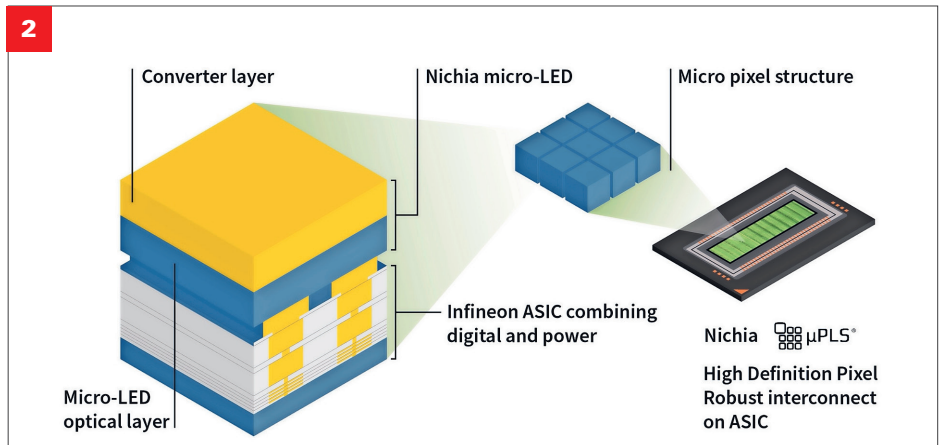 2
Converter layer
Nichia micro-LED
Micro pixel structure
Infineon ASIC combining
digital and power
Micro-LED
optical layer
Nichia µPLS®
High Definition Pixel
Robust interconnect
on ASIC